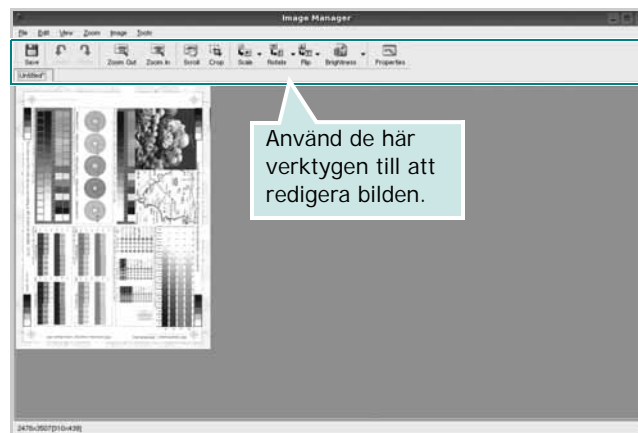 Image Manager
File Edit View Zoom Image Tools
Save Zoom Out Zoom In Scroll Crop Scale Rotate Flip Brightness Properties
Untitled*
Använd de här
verktygen till att
redigera bilden.